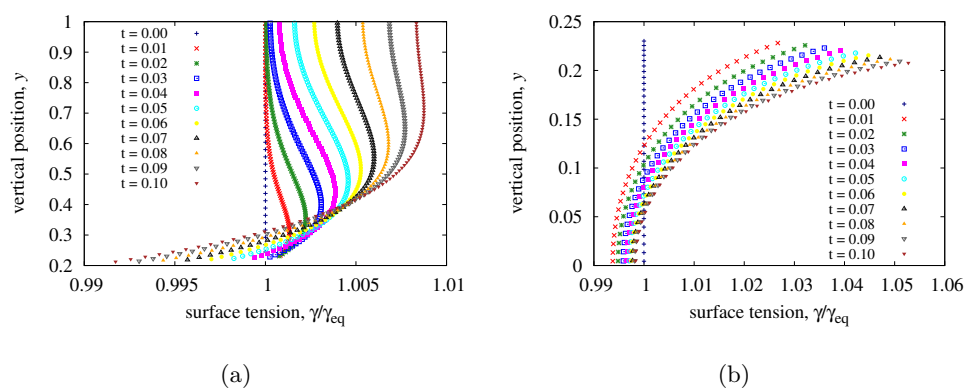 1
0.9
0.8
0.7
0.6
0.5
0.4
0.3
0.2
vertical position, y
t = 0.00
t = 0.01
t = 0.02
t = 0.03
t = 0.04
t = 0.05
t = 0.06
t = 0.07
t = 0.08
t = 0.09
t = 0.10
0.99 0.995 1 1.005 1.01
surface tension, γ/γeq
(a)
0.25
0.2
0.15
0.1
0.05
0
vertical position, y
t = 0.00
t = 0.01
t = 0.02
t = 0.03
t = 0.04
t = 0.05
t = 0.06
t = 0.07
t = 0.08
t = 0.09
t = 0.10
0.99 1 1.01 1.02 1.03 1.04 1.05 1.06
surface tension, γ/γeq
(b)